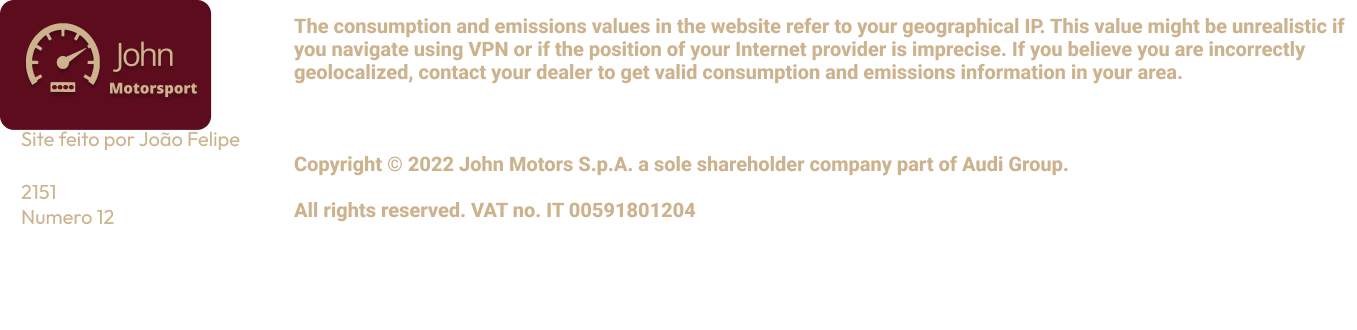 John
Motorsport
Site feito por João Felipe
2151
Numero 12
The consumption and emissions values in the website refer to your geographical IP. This value might be unrealistic if
you navigate using VPN or if the position of your Internet provider is imprecise. If you believe you are incorrectly
geolocalized, contact your dealer to get valid consumption and emissions information in your area.
Copyright © 2022 John Motors S.p.A. a sole shareholder company part of Audi Group.
All rights reserved. VAT no. IT 00591801204